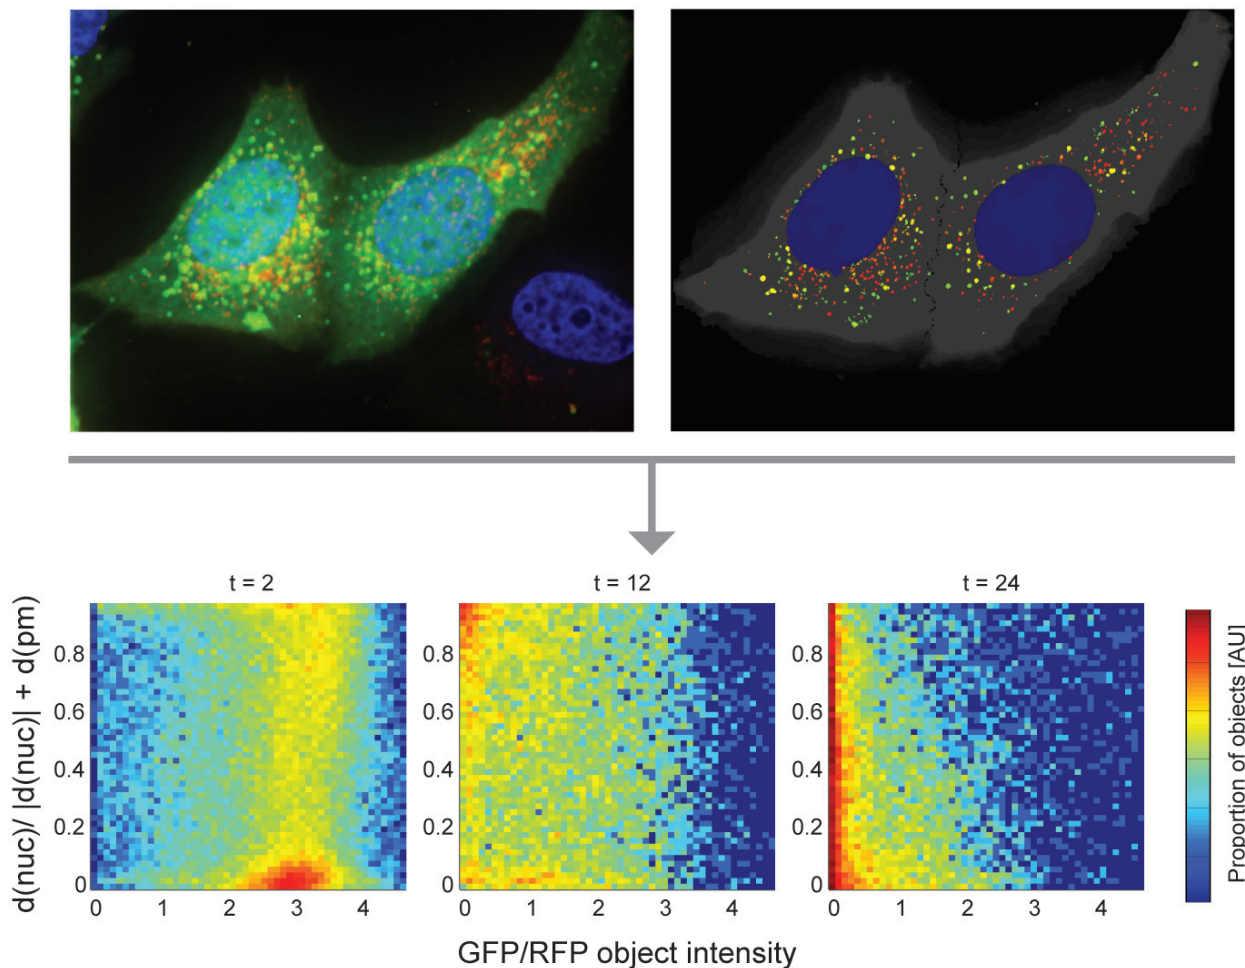 t = 2
t = 12
t = 24
d(nuc)/ |d(nuc)| + d(pm)
0.8
0.6
0.4
0.2
0
0 1 2 3 4
0.8
0.6
0.4
0.2
0
0 1 2 3 4
0.8
0.6
0.4
0.2
0
0 1 2 3 4
Proportion of objects [AU]
GFP/RFP object intensity